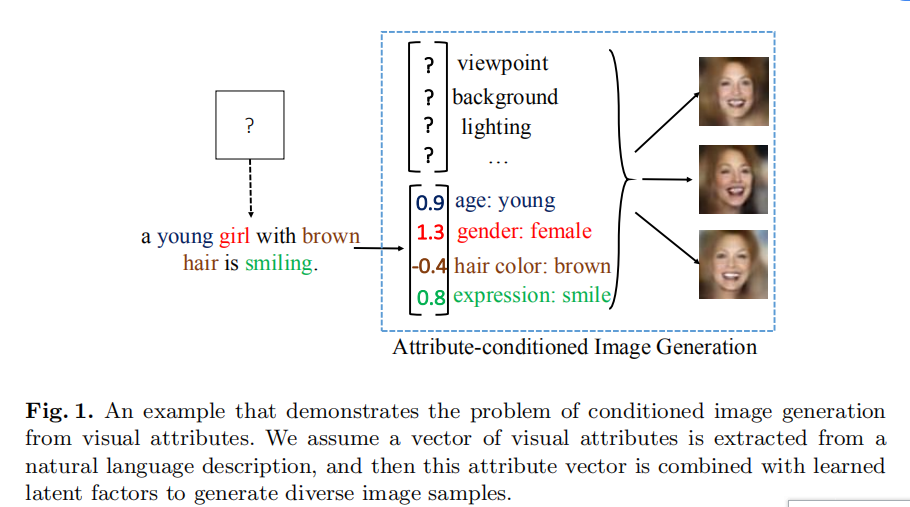 ?
a young girl with brown
hair is smiling.
? viewpoint
? background
? lighting
? ...
0.9 age: young
1.3 gender: female
-0.4 hair color: brown
0.8 expression: smile
Attribute-conditioned Image Generation
Fig. 1. An example that demonstrates the problem of conditioned image generation
from visual attributes. We assume a vector of visual attributes is extracted from a
natural language description, and then this attribute vector is combined with learned
latent factors to generate diverse image samples.